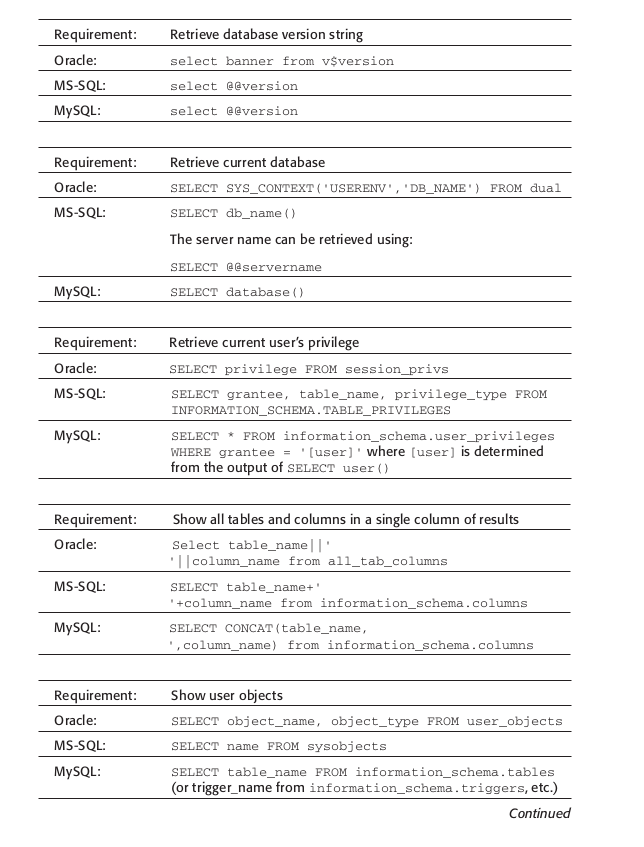 Requirement: Retrieve database version string
Oracle: select banner from v$version
MS-SQL: select @@version
MySQL: select @@version
Requirement: Retrieve current database
Oracle: SELECT SYS_CONTEXT('USERENV','DB_NAME') FROM dual
MS-SQL: SELECT db_name()
The server name can be retrieved using:
SELECT @@servername
MySQL: SELECT database()
Requirement: Retrieve current user's privilege
Oracle: SELECT privilege FROM session_privs
MS-SQL: SELECT grantee, table_name, privilege_type FROM
INFORMATION_SCHEMA.TABLE_PRIVILEGES
MySQL: SELECT * FROM information_schema.user_privileges
WHERE grantee = '[user]' where [user] is determined
from the output of SELECT user()
Requirement: Show all tables and columns in a single column of results
Oracle: Select table_name||'
'||column_name from all_tab_columns
MS-SQL: SELECT table_name+'
'+column_name from information_schema.columns
MySQL: SELECT CONCAT(table_name,
',column_name) from information_schema.columns
Requirement: Show user objects
Oracle: SELECT object_name, object_type FROM user_objects
MS-SQL: SELECT name FROM sysobjects
MySQL: SELECT table_name FROM information_schema.tables
(or trigger_name from information_schema.triggers, etc.)
Continued